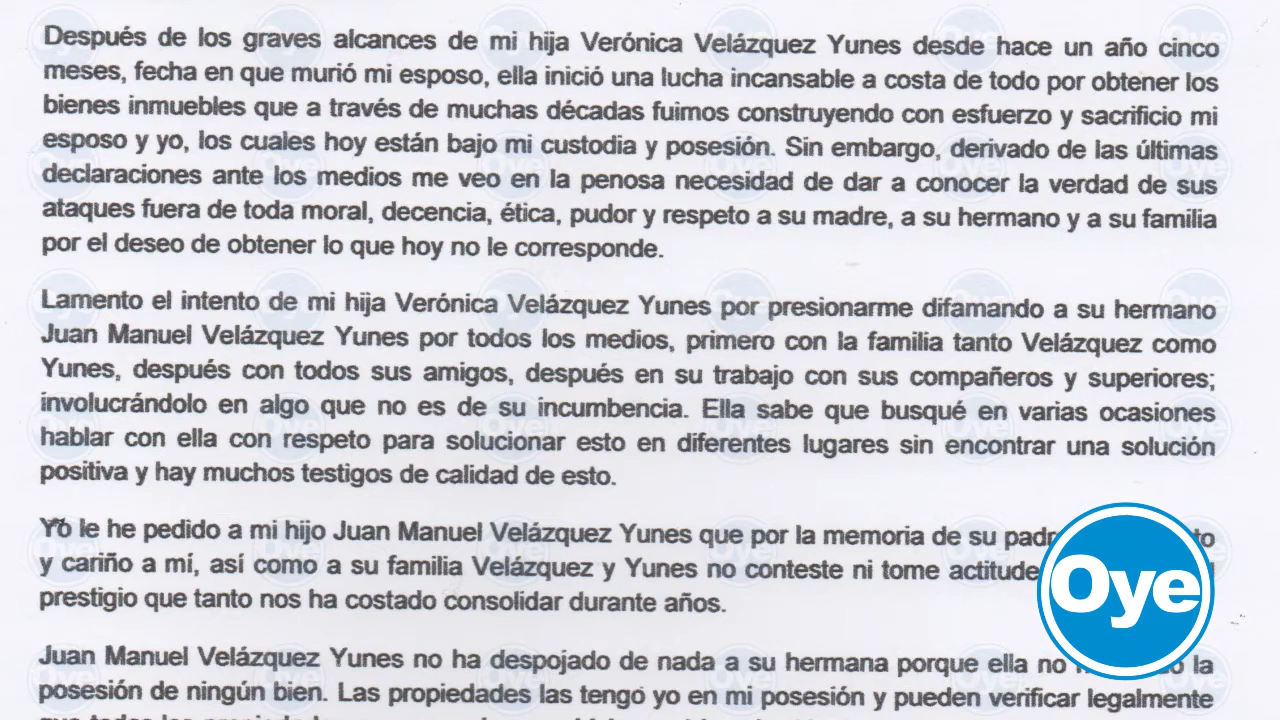 Después de los graves alcances de mi hija Verónica Velázquez Yunes desde hace un año cinco
meses, fecha en que murió mi esposo, ella inició una lucha incansable a costa de todo por obtener los
bienes inmuebles que a través de muchas décadas fuimos construyendo con esfuerzo y sacrificio mi
esposo y yo, los cuales hoy están bajo mi custodia y posesión. Sin embargo, derivado de las últimas
declaraciones ante los medios me veo en la penosa necesidad de dar a conocer la verdad de sus
ataques fuera de toda moral, decencia, ética, pudor y respeto a su madre, a su hermano y a su familia
por el deseo de obtener lo que hoy no le corresponde.
Lamento el intento de mi hija Verónica Velázquez Yunes por presionarme difamando a su hermano
Juan Manuel Velázquez Yunes por todos los medios, primero con la familia tanto Velázquez como
Yunes, después con todos sus amigos, después en su trabajo con sus compañeros y superiores;
involucrándolo en algo que no es de su incumbencia. Ella sabe que busqué en varias ocasiones
hablar con ella con respeto para solucionar esto en diferentes lugares sin encontrar una solución
positiva y hay muchos testigos de calidad de esto.
Yo le he pedido a mi hijo Juan Manuel Velázquez Yunes que por la memoria de su
y cariño a mí, así como a su familia Velázquez y Yunes no conteste ni tome
prestigio que tanto nos ha costado consolidar durante años.
Juan Manuel Velázquez Yunes no ha despojado de nada a su hermana porque ella no la
posesión de ningún bien. Las propiedades las tengo yo en mi posesión y pueden verificar legalmente
Oye